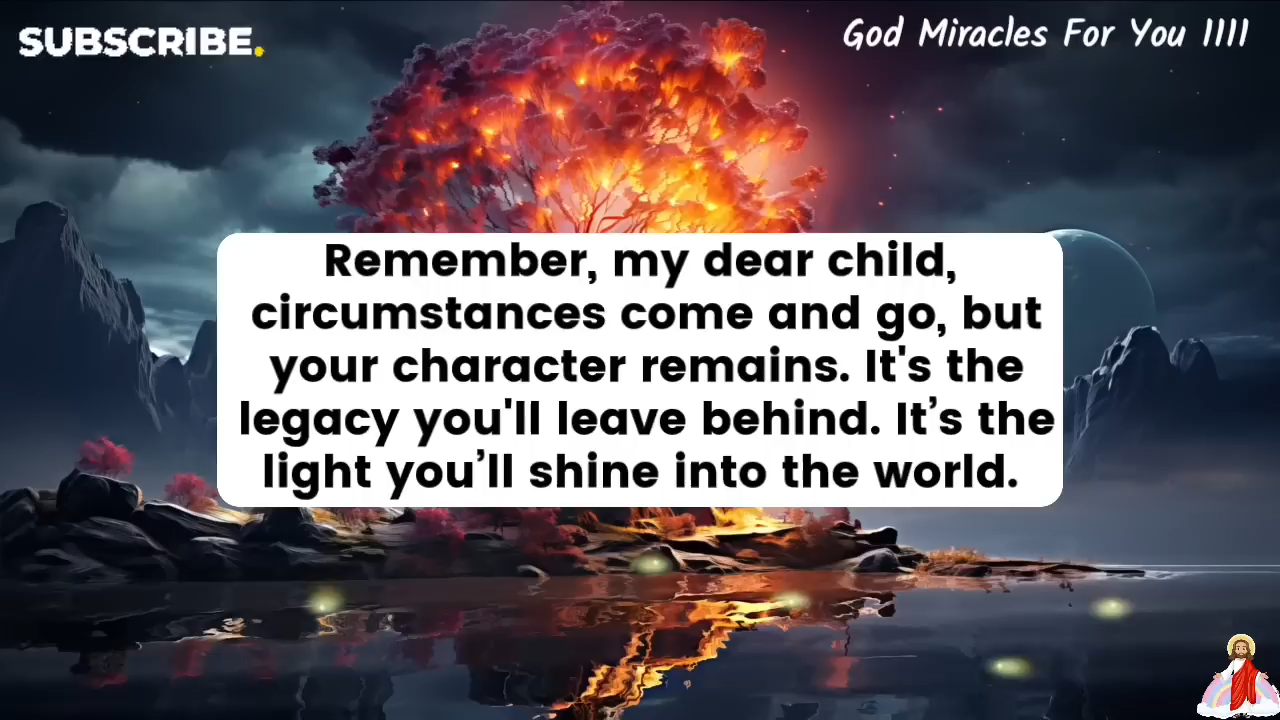 SUBSCRIBE.
God Miracles For You 1111
Remember, my dear child,
circumstances come and go, but
your character remains. It's the
legacy you'll leave behind. It’s the
light you’ll shine into the world.